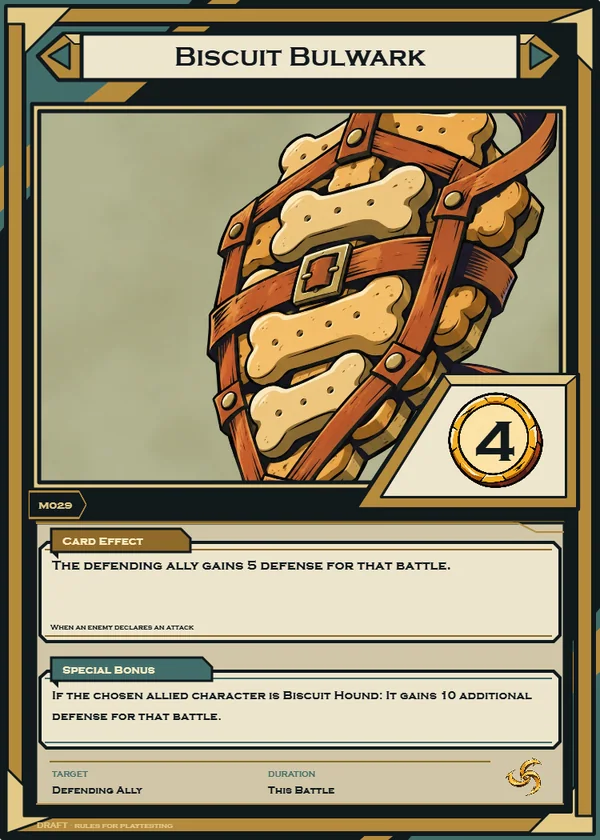 Biscuit Bulwark
4
M029
Card Effect
The defending ally gains 5 defense for that battle.
When an enemy declares an attack
Special Bonus
If the chosen allied character is Biscuit Hound: It gains 10 additional
defense for that battle.
Target
Duration
Defending Ally
This Battle
DRAFT · Rules for playtesting